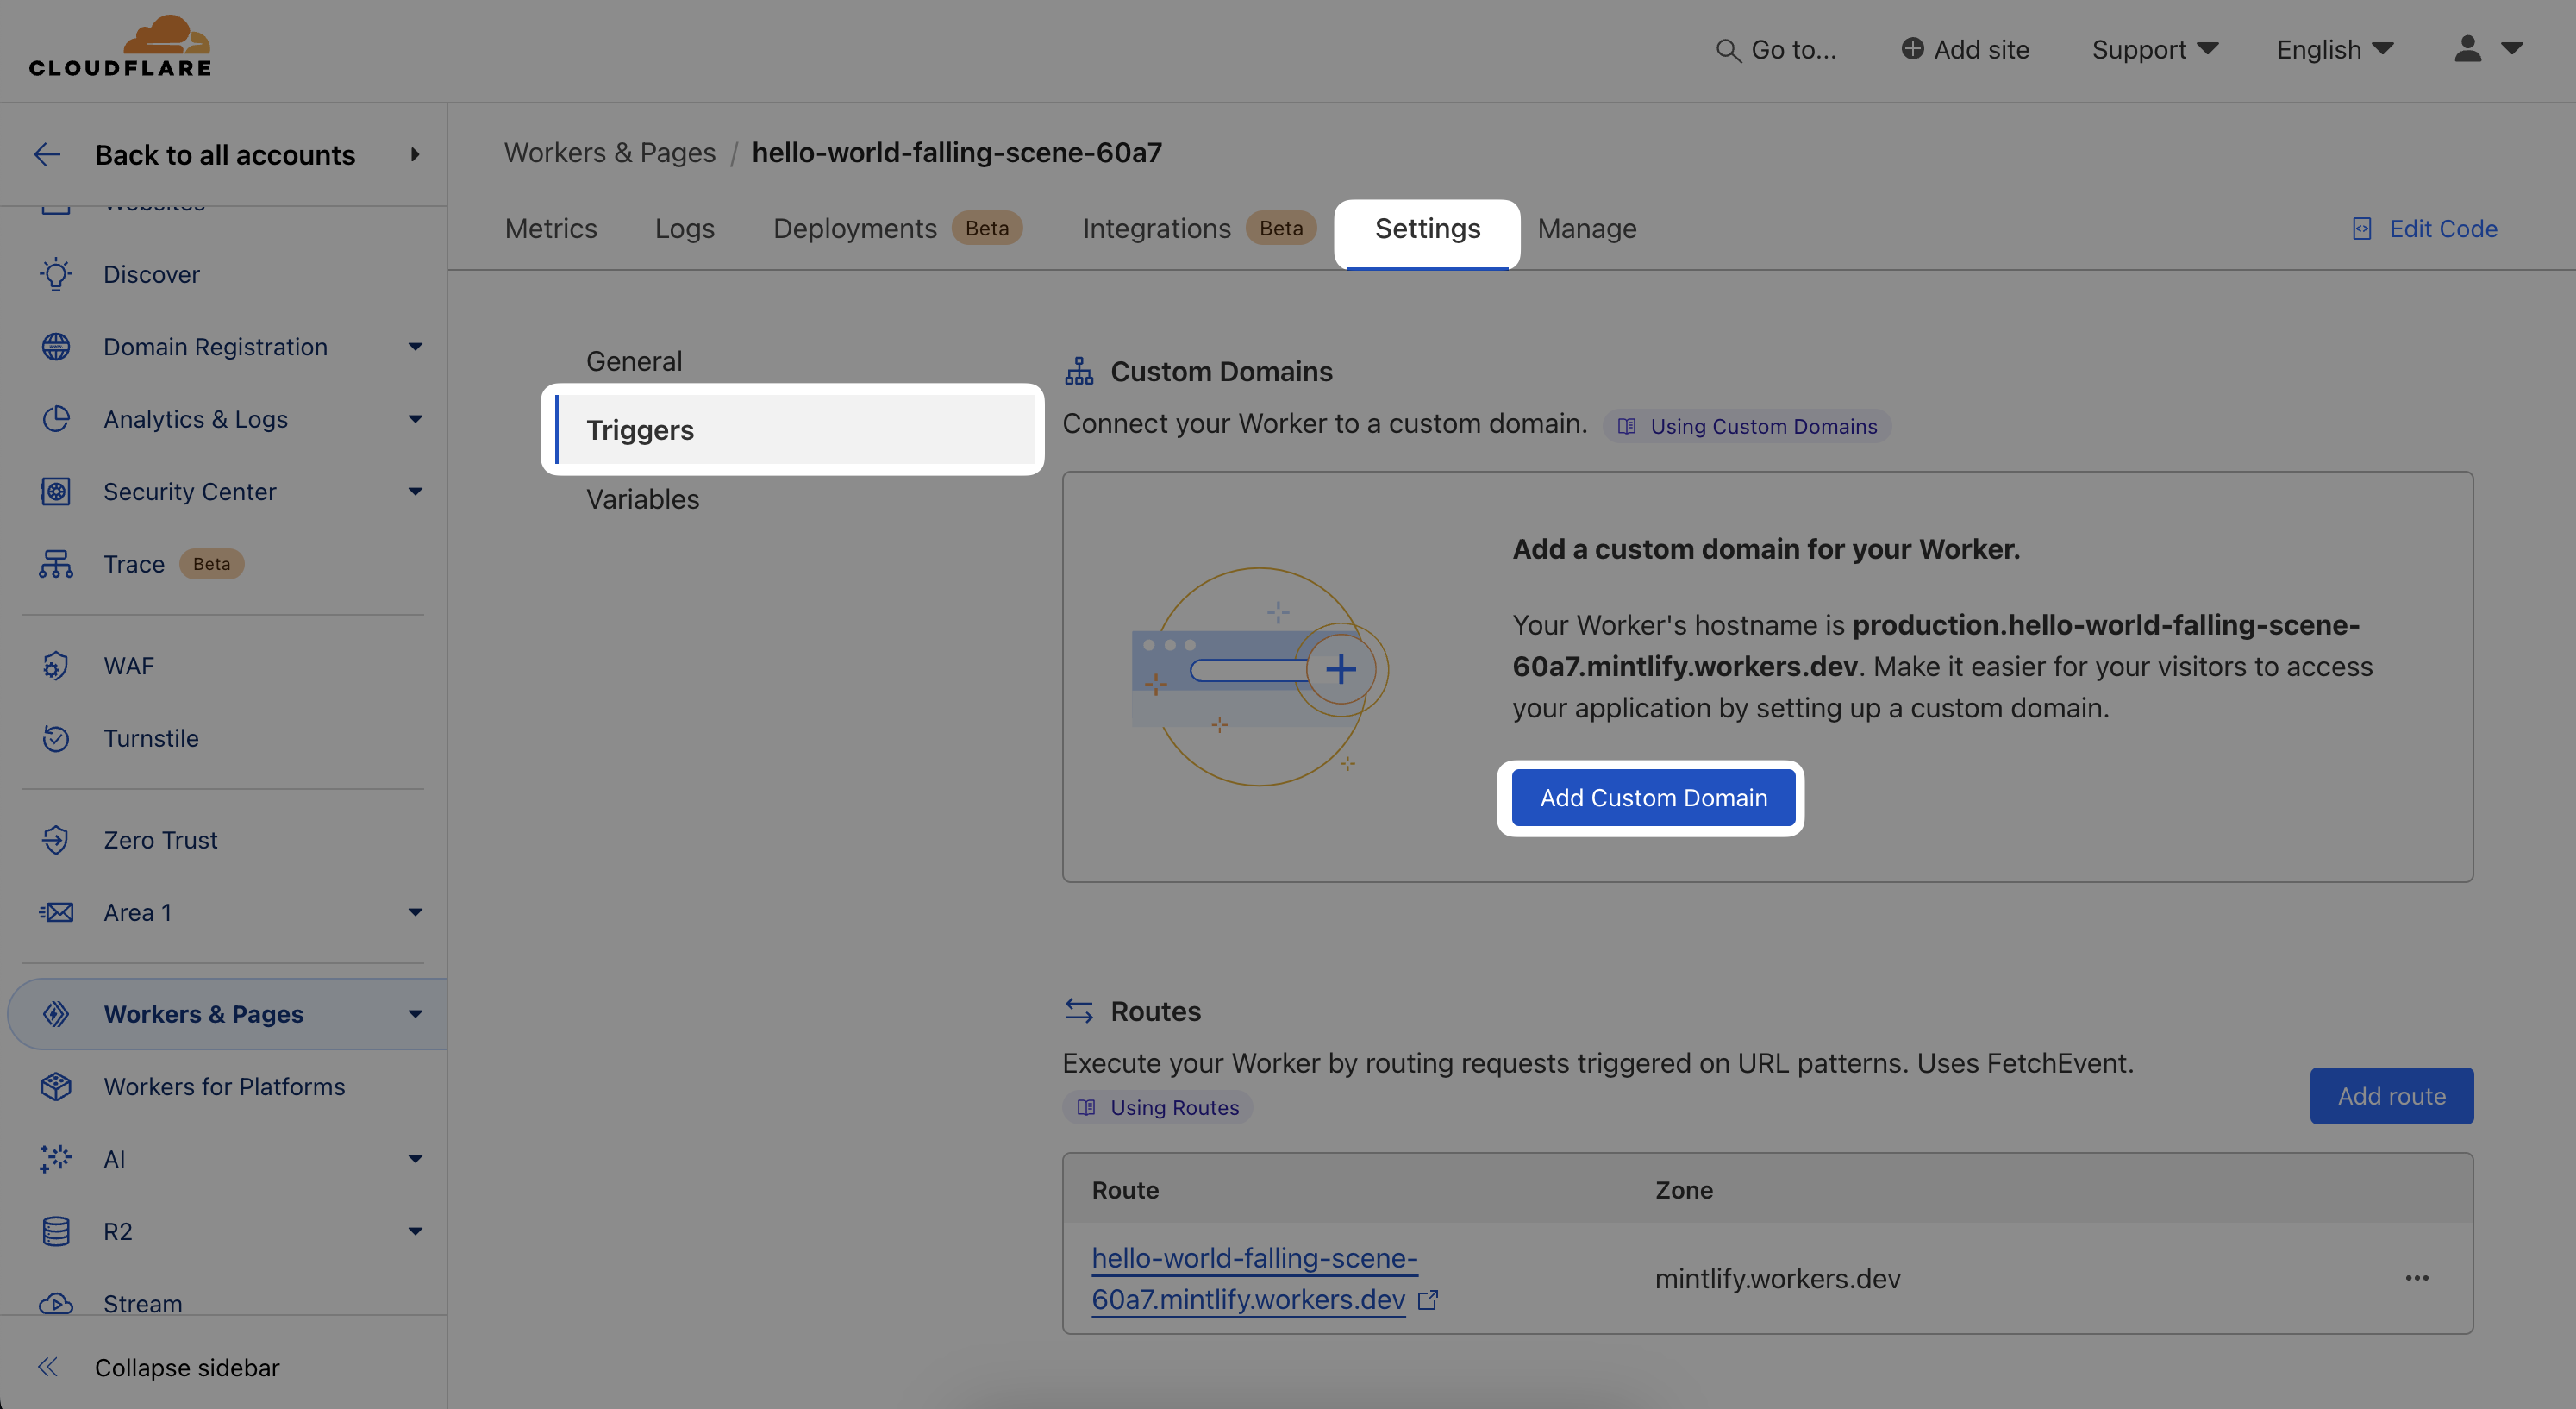 CLOUDFLARE
Go to...
Add site
Support
English
Back to all accounts
Websites
Discover
Domain Registration
Analytics & Logs
Security Center
Trace Beta
WAF
Turnstile
Zero Trust
Area 1
Workers & Pages
Workers for Platforms
AI
R2
Stream
Collapse sidebar
Workers & Pages / hello-world-falling-scene-60a7
Metrics
Logs
Deployments Beta
Integrations Beta
Settings
Manage
Edit Code
General
Triggers
Variables
Custom Domains
Connect your Worker to a custom domain. Using Custom Domains
Add a custom domain for your Worker.
Your Worker's hostname is production.hello-world-falling-scene-
60a7.mintlify.workers.dev. Make it easier for your visitors to access
your application by setting up a custom domain.
Add Custom Domain
Routes
Execute your Worker by routing requests triggered on URL patterns. Uses FetchEvent.
Using Routes
Add route
Route
Zone
hello-world-falling-scene-
60a7.mintlify.workers.dev
mintlify.workers.dev